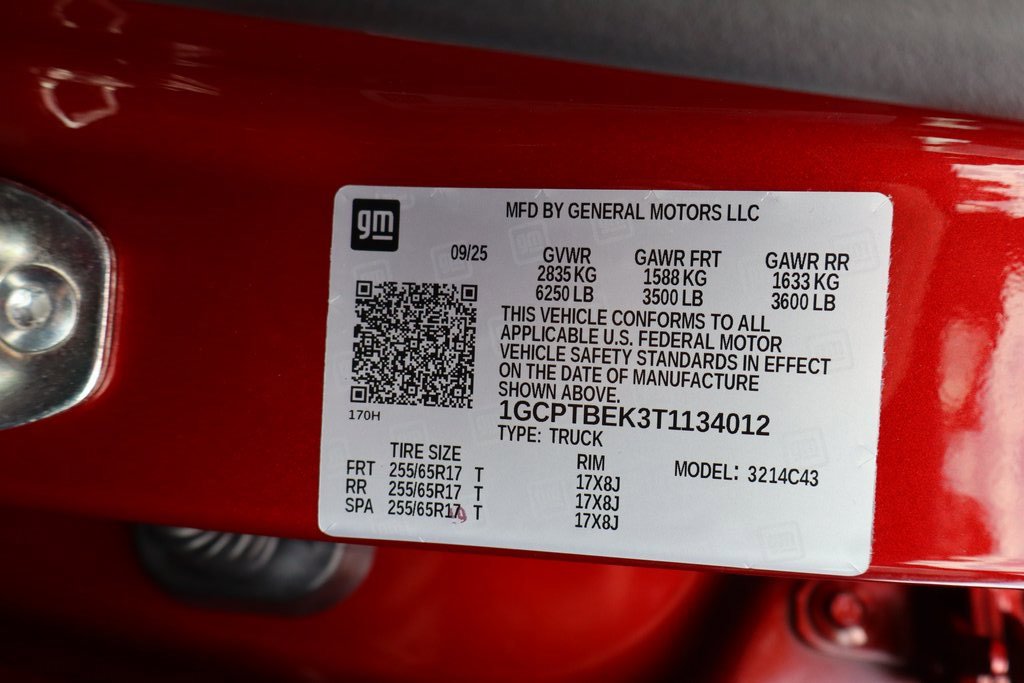 gm
MFD BY GENERAL MOTORS LLC
09/25 GVWR GAWR FRT GAWR RR
2835 KG 1588 KG 1633 KG
6250 LB 3500 LB 3600 LB
THIS VEHICLE CONFORMS TO ALL
APPLICABLE U.S. FEDERAL MOTOR
VEHICLE SAFETY STANDARDS IN EFFECT
ON THE DATE OF MANUFACTURE
SHOWN ABOVE.
170H
1GCPTBEK3T1134012
TYPE: TRUCK
TIRE SIZE RIM MODEL: 3214C43
FRT 255/65R17 T 17X8J
RR 255/65R17 T 17X8J
SPA 255/65R17 T 17X8J